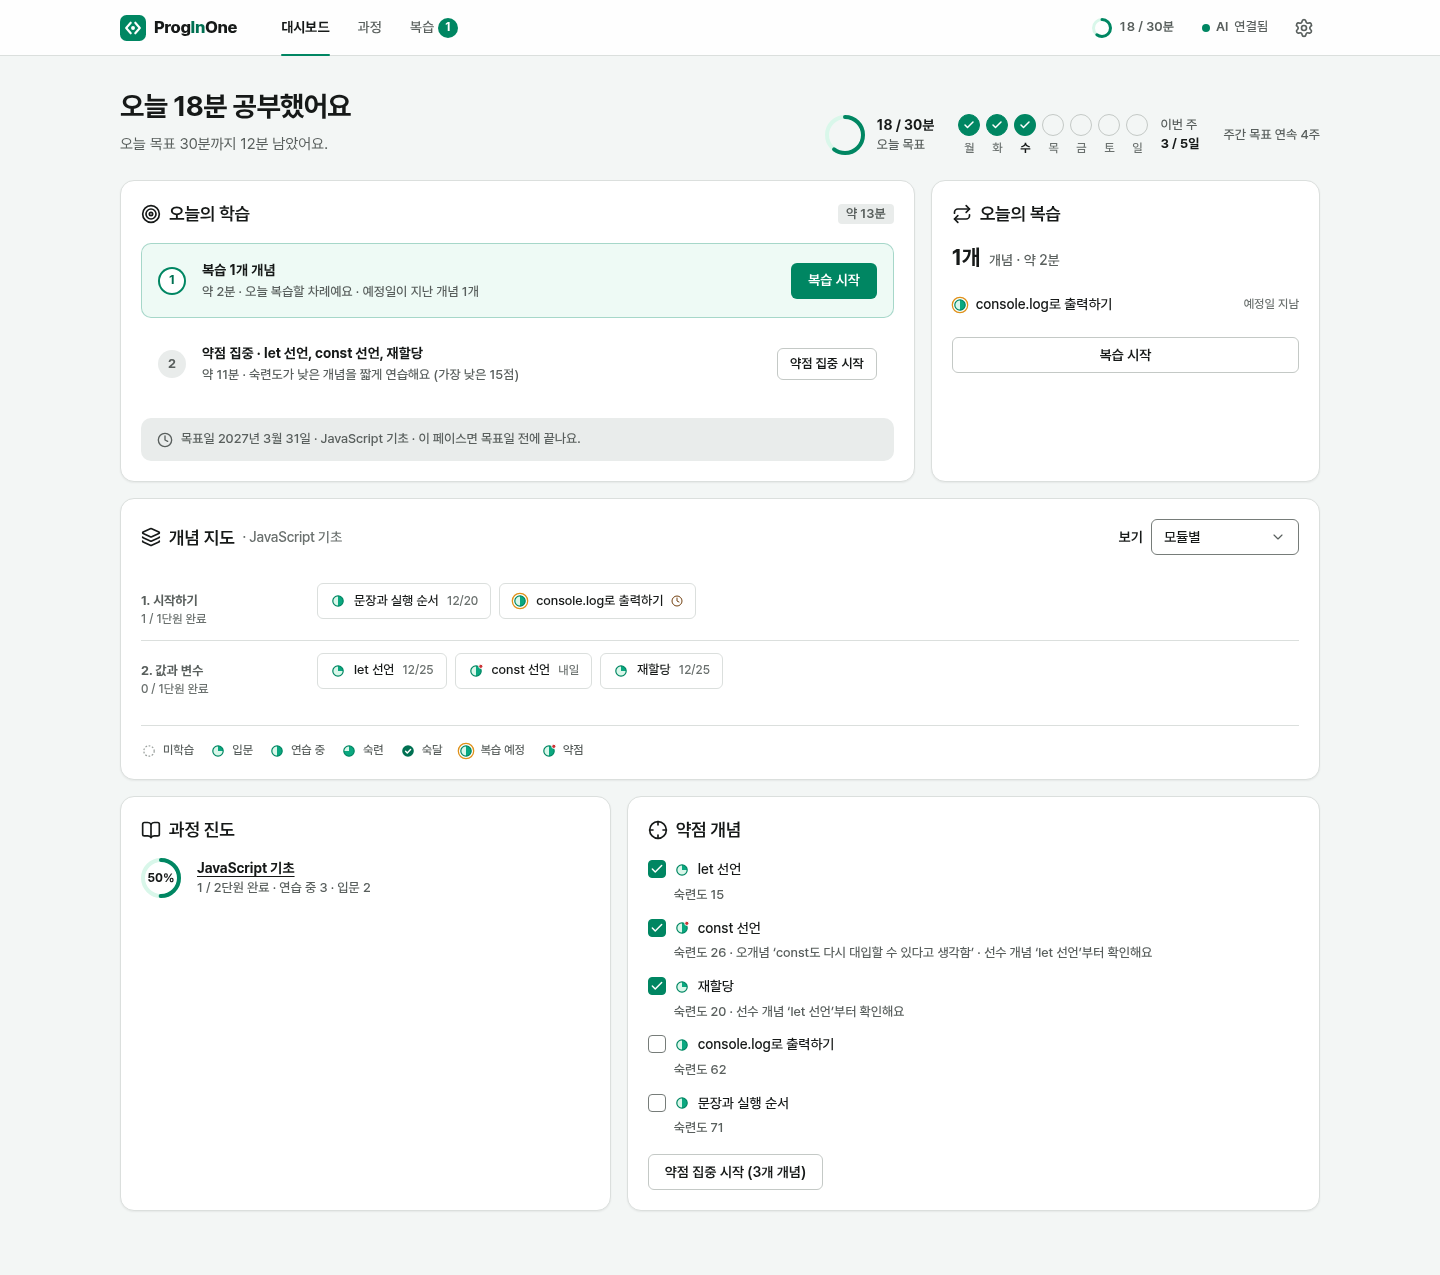 ProgInOne
대시보드
과정
복습 1
18 / 30분
AI 연결됨
오늘 18분 공부했어요
오늘 목표 30분까지 12분 남았어요.
18 / 30분
오늘 목표
월 화 수 목 금 토 일
이번 주
3 / 5일
주간 목표 연속 4주
오늘의 학습
약 13분
1
복습 1개 개념
약 2분 · 오늘 복습할 차례예요 · 예정일이 지난 개념 1개
복습 시작
2
약점 집중 · let 선언, const 선언, 재할당
약 11분 · 숙련도가 낮은 개념을 짧게 연습해요 (가장 낮은 15점)
약점 집중 시작
목표일 2027년 3월 31일 · JavaScript 기초 · 이 페이스면 목표일 전에 끝나요.
오늘의 복습
1개 개념 · 약 2분
console.log로 출력하기
예정일 지남
복습 시작
개념 지도 · JavaScript 기초
보기
모듈별
1. 시작하기
1 / 1단원 완료
문장과 실행 순서 12/20
console.log로 출력하기
2. 값과 변수
0 / 1단원 완료
let 선언 12/25
const 선언 내일
재할당 12/25
미학습 입문 연습 중 숙련 숙달 복습 예정 약점
과정 진도
50%
JavaScript 기초
1 / 2단원 완료 · 연습 중 3 · 입문 2
약점 개념
let 선언
숙련도 15
const 선언
숙련도 26 · 오개념 ‘const도 다시 대입할 수 있다고 생각함’ · 선수 개념 ‘let 선언’부터 확인해요
재할당
숙련도 20 · 선수 개념 ‘let 선언’부터 확인해요
console.log로 출력하기
숙련도 62
문장과 실행 순서
숙련도 71
약점 집중 시작 (3개 개념)